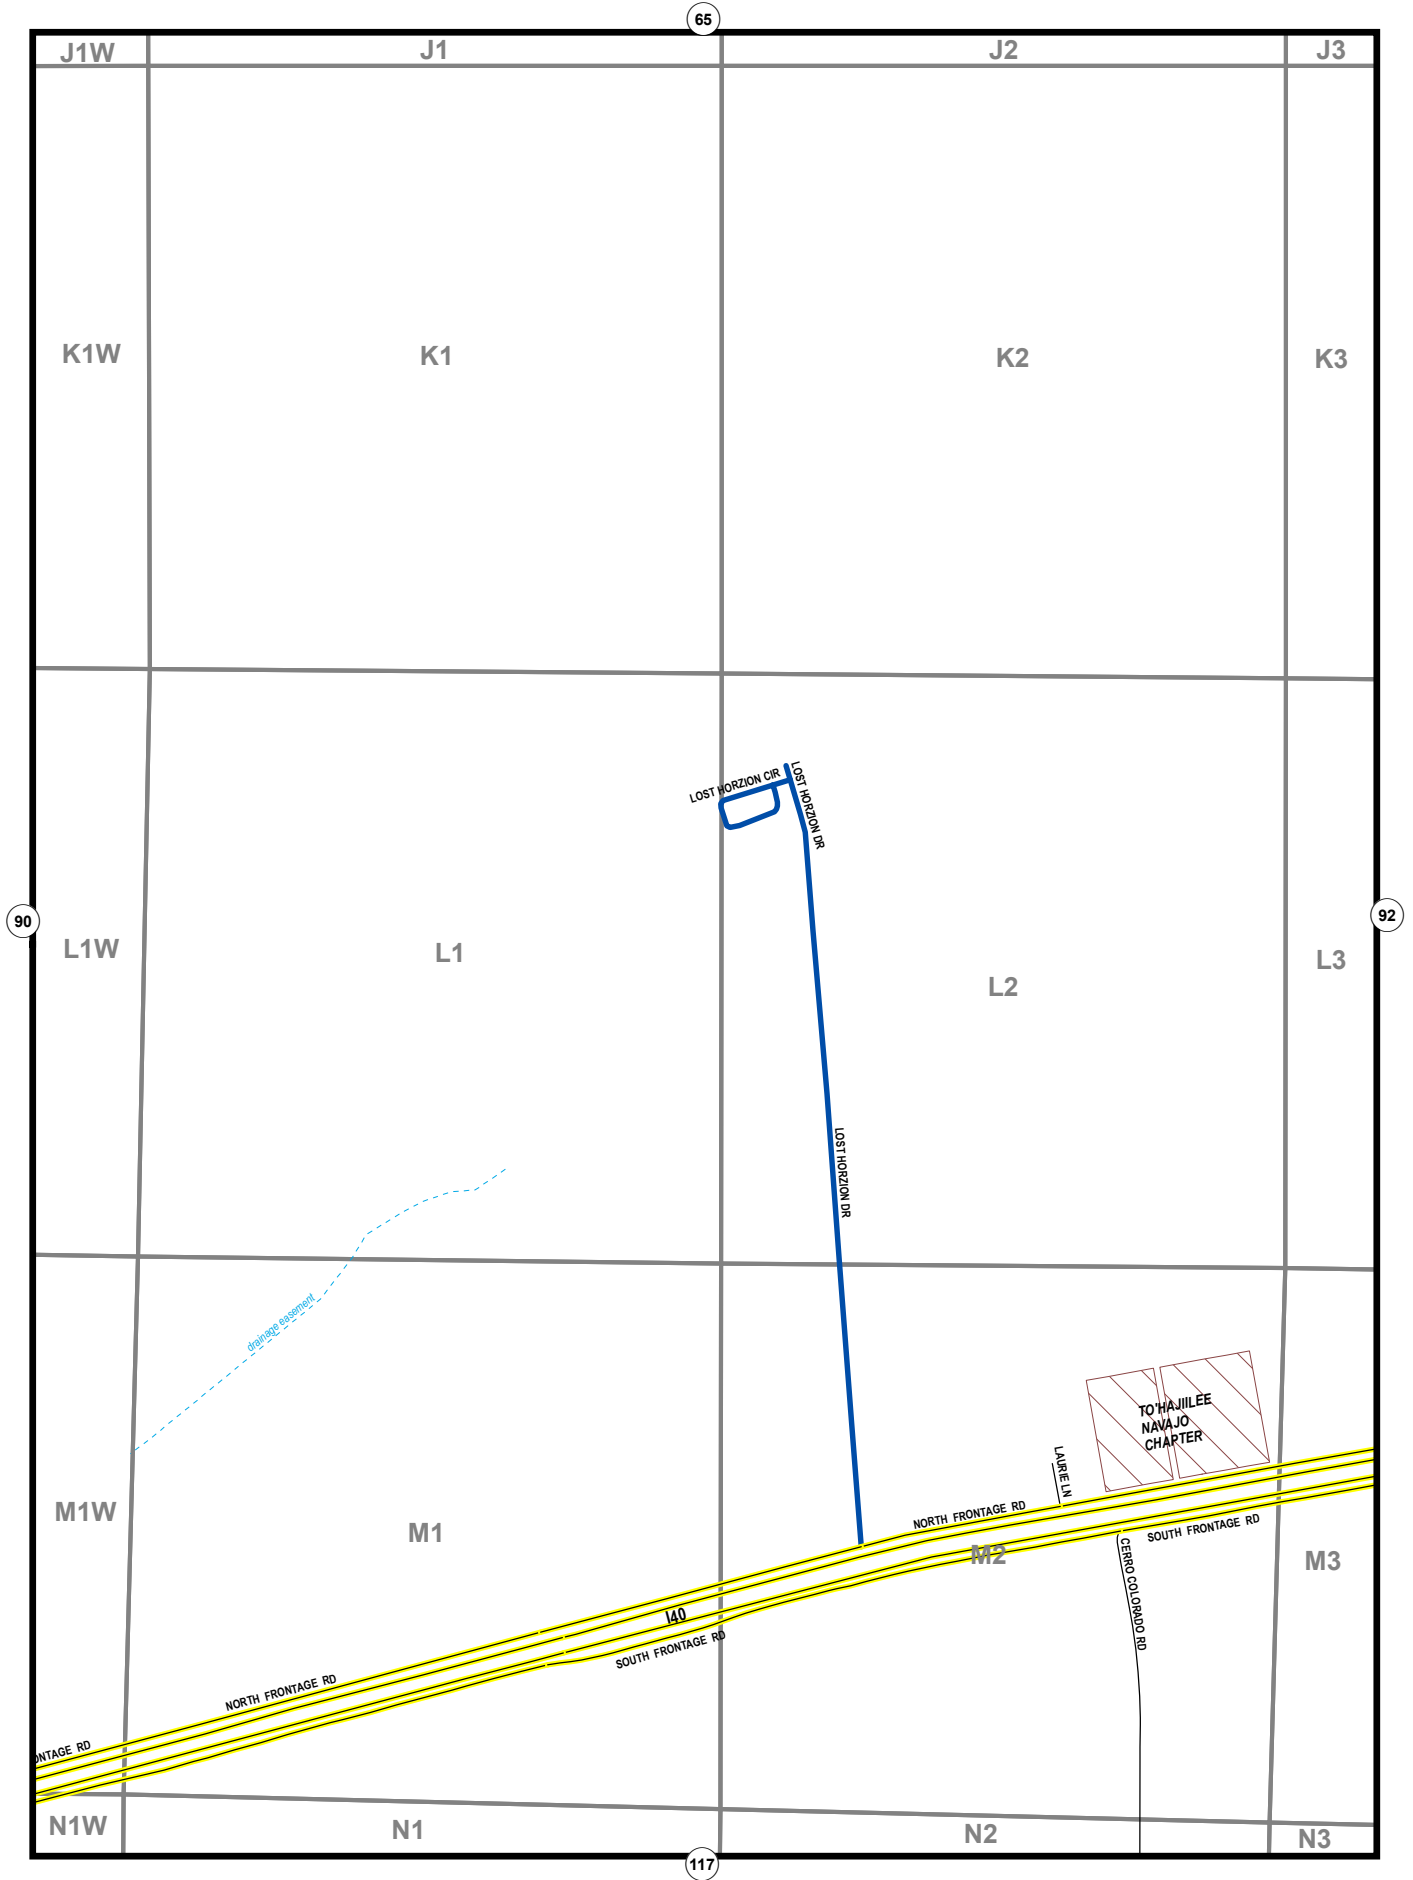 65
J1W
J1
J2
J3
K1W
K1
K2
K3
LOST HORZION CIR
LOST HORZION DR
90
92
L1W
L1
L2
L3
LOST HORZION DR
drainage easement
TO'HAJIILEE
NAVAJO
CHAPTER
LAURIE LN
NORTH FRONTAGE RD
SOUTH FRONTAGE RD
M1W
M1
M2
M3
CERRO COLORADO RD
I40
SOUTH FRONTAGE RD
NORTH FRONTAGE RD
ONTAGE RD
N1W
N1
N2
N3
117